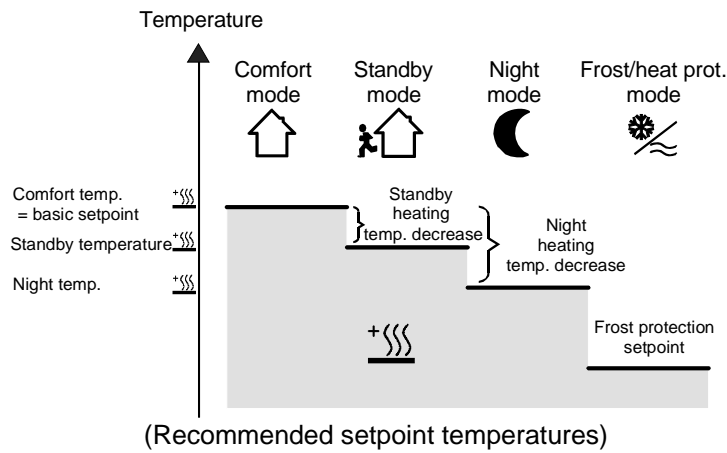 Temperature
Comfort
mode
Standby
mode
Night
mode
Frost/heat prot.
mode
Comfort temp.
= basic setpoint
Standby temperature
Night temp.
Standby
heating
temp. decrease
Night
heating
temp. decrease
Frost protection
setpoint
(Recommended setpoint temperatures)